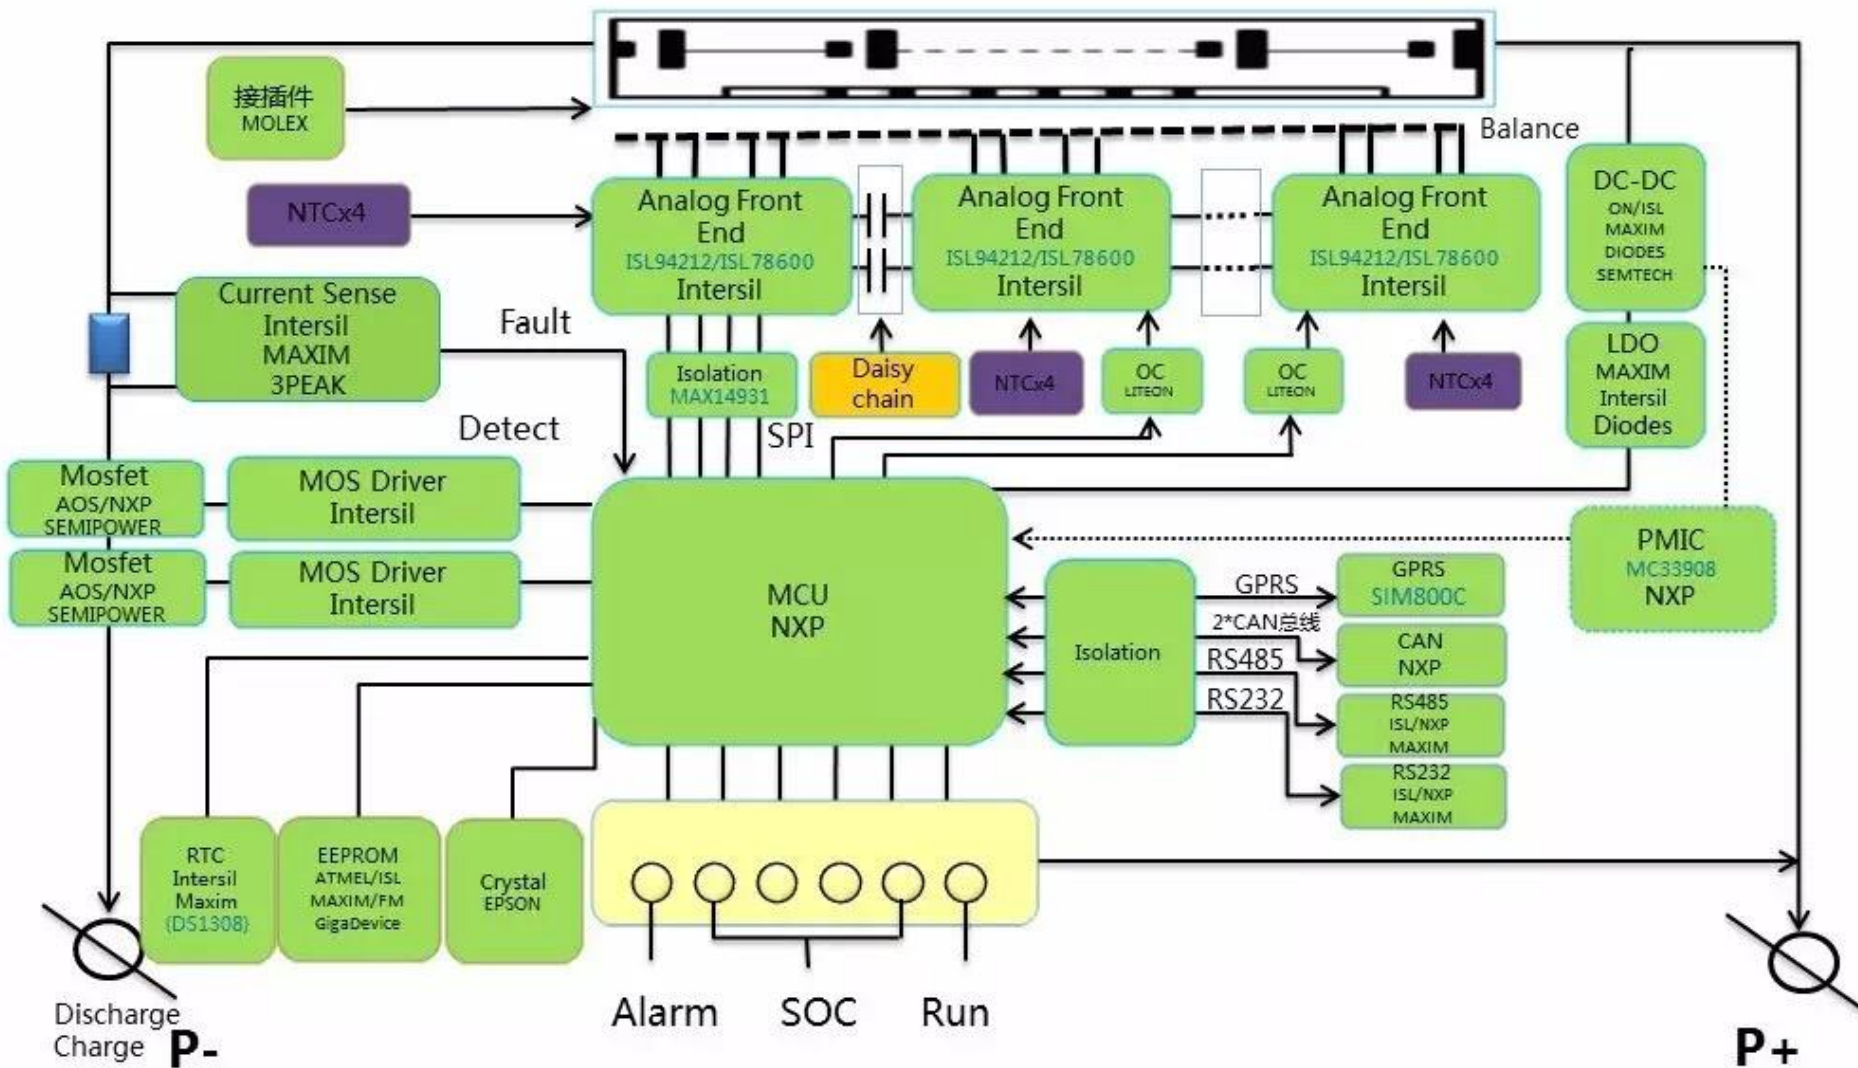 接插件
MOLEX
Balance
NTCx4
Analog Front
End
ISL94212/ISL78600
Intersil
Analog Front
End
ISL94212/ISL78600
Intersil
Analog Front
End
ISL94212/ISL78600
Intersil
DC-DC
ON/ISL
MAXIM
DIODES
SEMTECH
Current Sense
Intersil
MAXIM
3PEAK
Fault
Isolation
MAX14931
Daisy
chain
NTCx4
OC
LITEON
OC
LITEON
NTCx4
LDO
MAXIM
Intersil
Diodes
Detect
SPI
Mosfet
AOS/NXP
SEMIPOWER
MOS Driver
Intersil
Mosfet
AOS/NXP
SEMIPOWER
MOS Driver
Intersil
MCU
NXP
Isolation
GPRS
2*CAN总线
RS485
RS232
GPRS
SIM800C
CAN
NXP
RS485
ISL/NXP
MAXIM
RS232
ISL/NXP
MAXIM
PMIC
MC33908
NXP
RTC
Intersil
Maxim
(DS1308)
EEPROM
ATMEL/ISL
MAXIM/FM
GigaDevice
Crystal
EPSON
Alarm
SOC
Run
Discharge
Charge
P-
P+